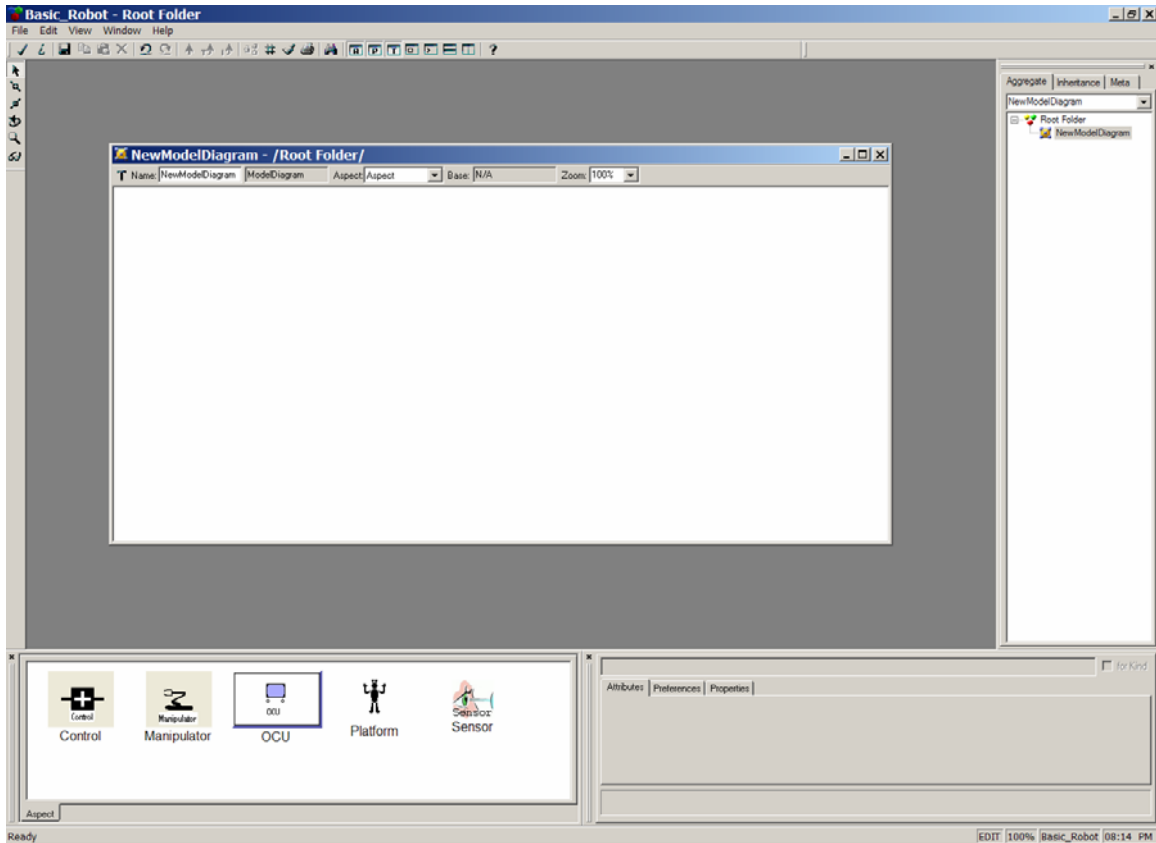 Basic_Robot - Root Folder
File Edit View Window Help
R P T O ?
Aggregate Inheritance Meta
NewModelDiagram
Root Folder
NewModelDiagram
NewModelDiagram - /Root Folder/
T Name: NewModelDiagram ModelDiagram Aspect: Aspect Base: N/A Zoom: 100%
for Kind
Attributes Preferences Properties
Control Manipulator OCU Sensor
Control Manipulator OCU Platform Sensor
Aspect
Ready EDIT 100% Basic_Robot 08:14 PM